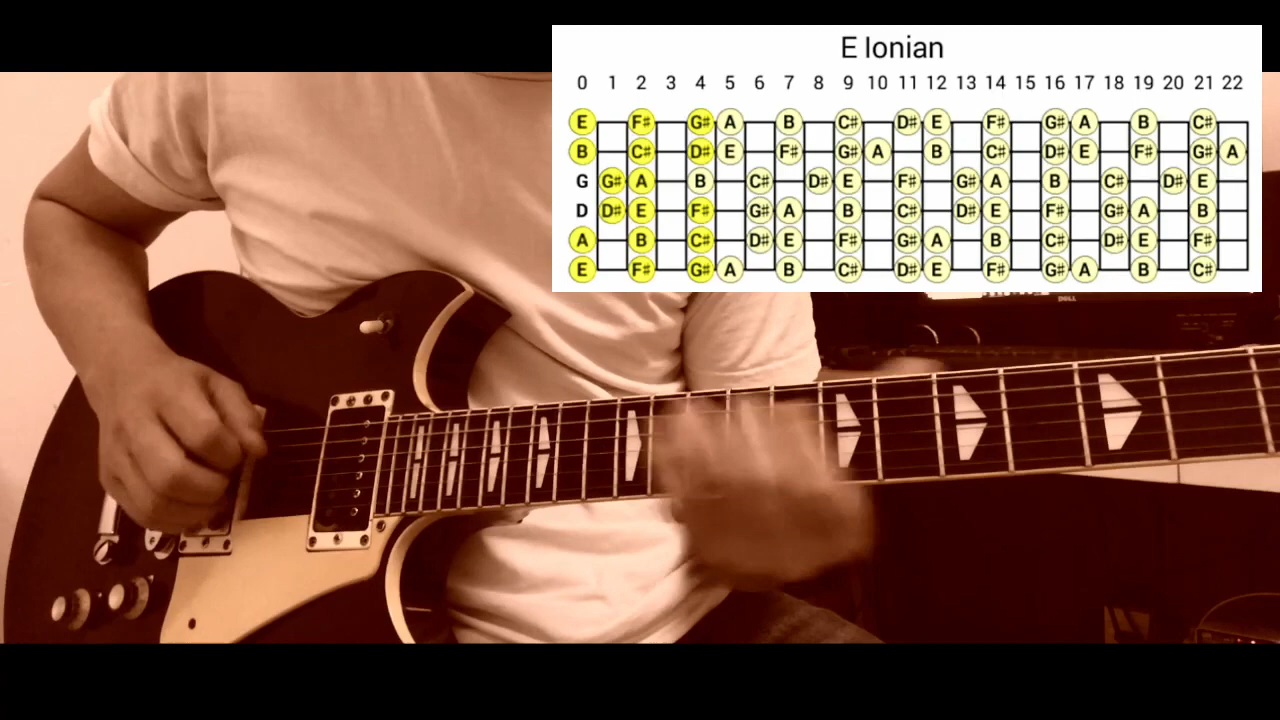 E Ionian
0 1 2 3 4 5 6 7 8 9 10 11 12 13 14 15 16 17 18 19 20 21 22
E F# G# A B C# D# E F# G# A B C#
B C# D# E F# G# A B C# D# E F# G# A
G G# A B C# D# E F# G# A B C# D# E
D D# E F# G# A B C# D# E F# G# A B
A B C# D# E F# G# A B C# D# E F#
E F# G# A B C# D# E F# G# A B C#
DELL